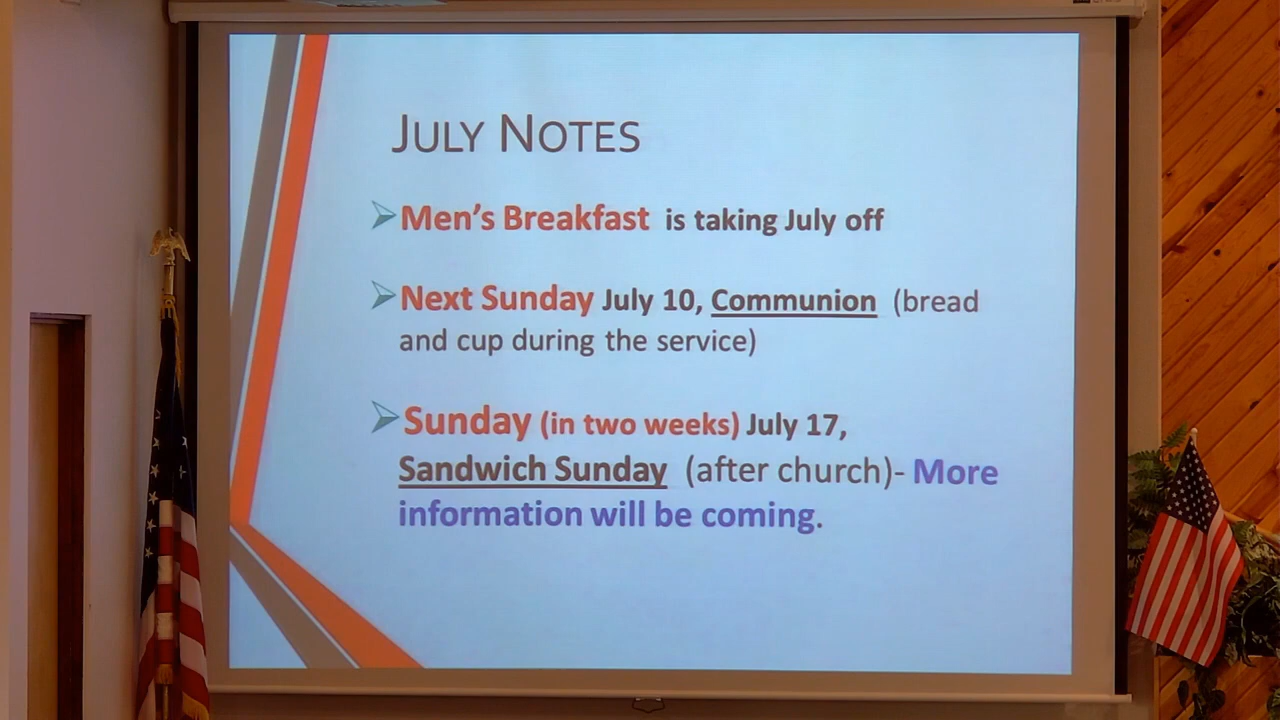 JULY NOTES
Men's Breakfast is taking July off
Next Sunday July 10, Communion (bread
and cup during the service)
Sunday (in two weeks) July 17,
Sandwich Sunday (after church)- More
information will be coming.